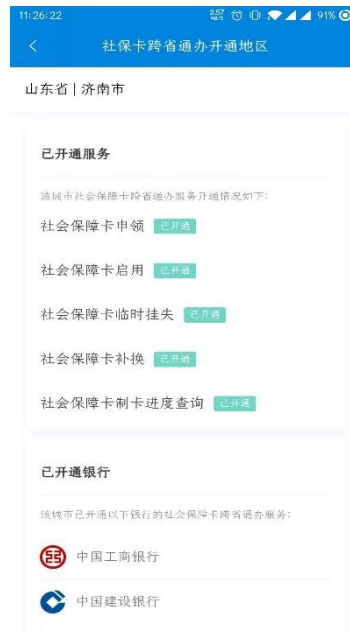 11:26:22 2.57 KB/S 91%
社保卡跨省通办开通地区
山东省 | 济南市
已开通服务
该城市社会保障卡跨省通办服务开通情况如下:
社会保障卡申领 已开通
社会保障卡启用 已开通
社会保障卡临时挂失 已开通
社会保障卡补换 已开通
社会保障卡制卡进度查询 已开通
已开通银行
该城市已开通以下银行的社会保障卡跨省通办服务:
中国工商银行
中国建设银行